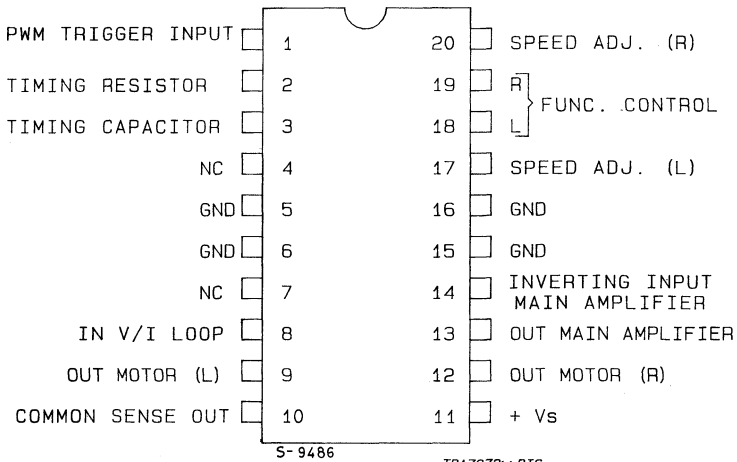 PWM TRIGGER INPUT 1 20 SPEED ADJ. (R)
TIMING RESISTOR 2 19 R
FUNC. CONTROL
TIMING CAPACITOR 3 18 L
NC 4 17 SPEED ADJ. (L)
GND 5 16 GND
GND 6 15 GND
NC 7 14 INVERTING INPUT
MAIN AMPLIFIER
IN V/I LOOP 8 13 OUT MAIN AMPLIFIER
OUT MOTOR (L) 9 12 OUT MOTOR (R)
COMMON SENSE OUT 10 11 + Vs
S-9486